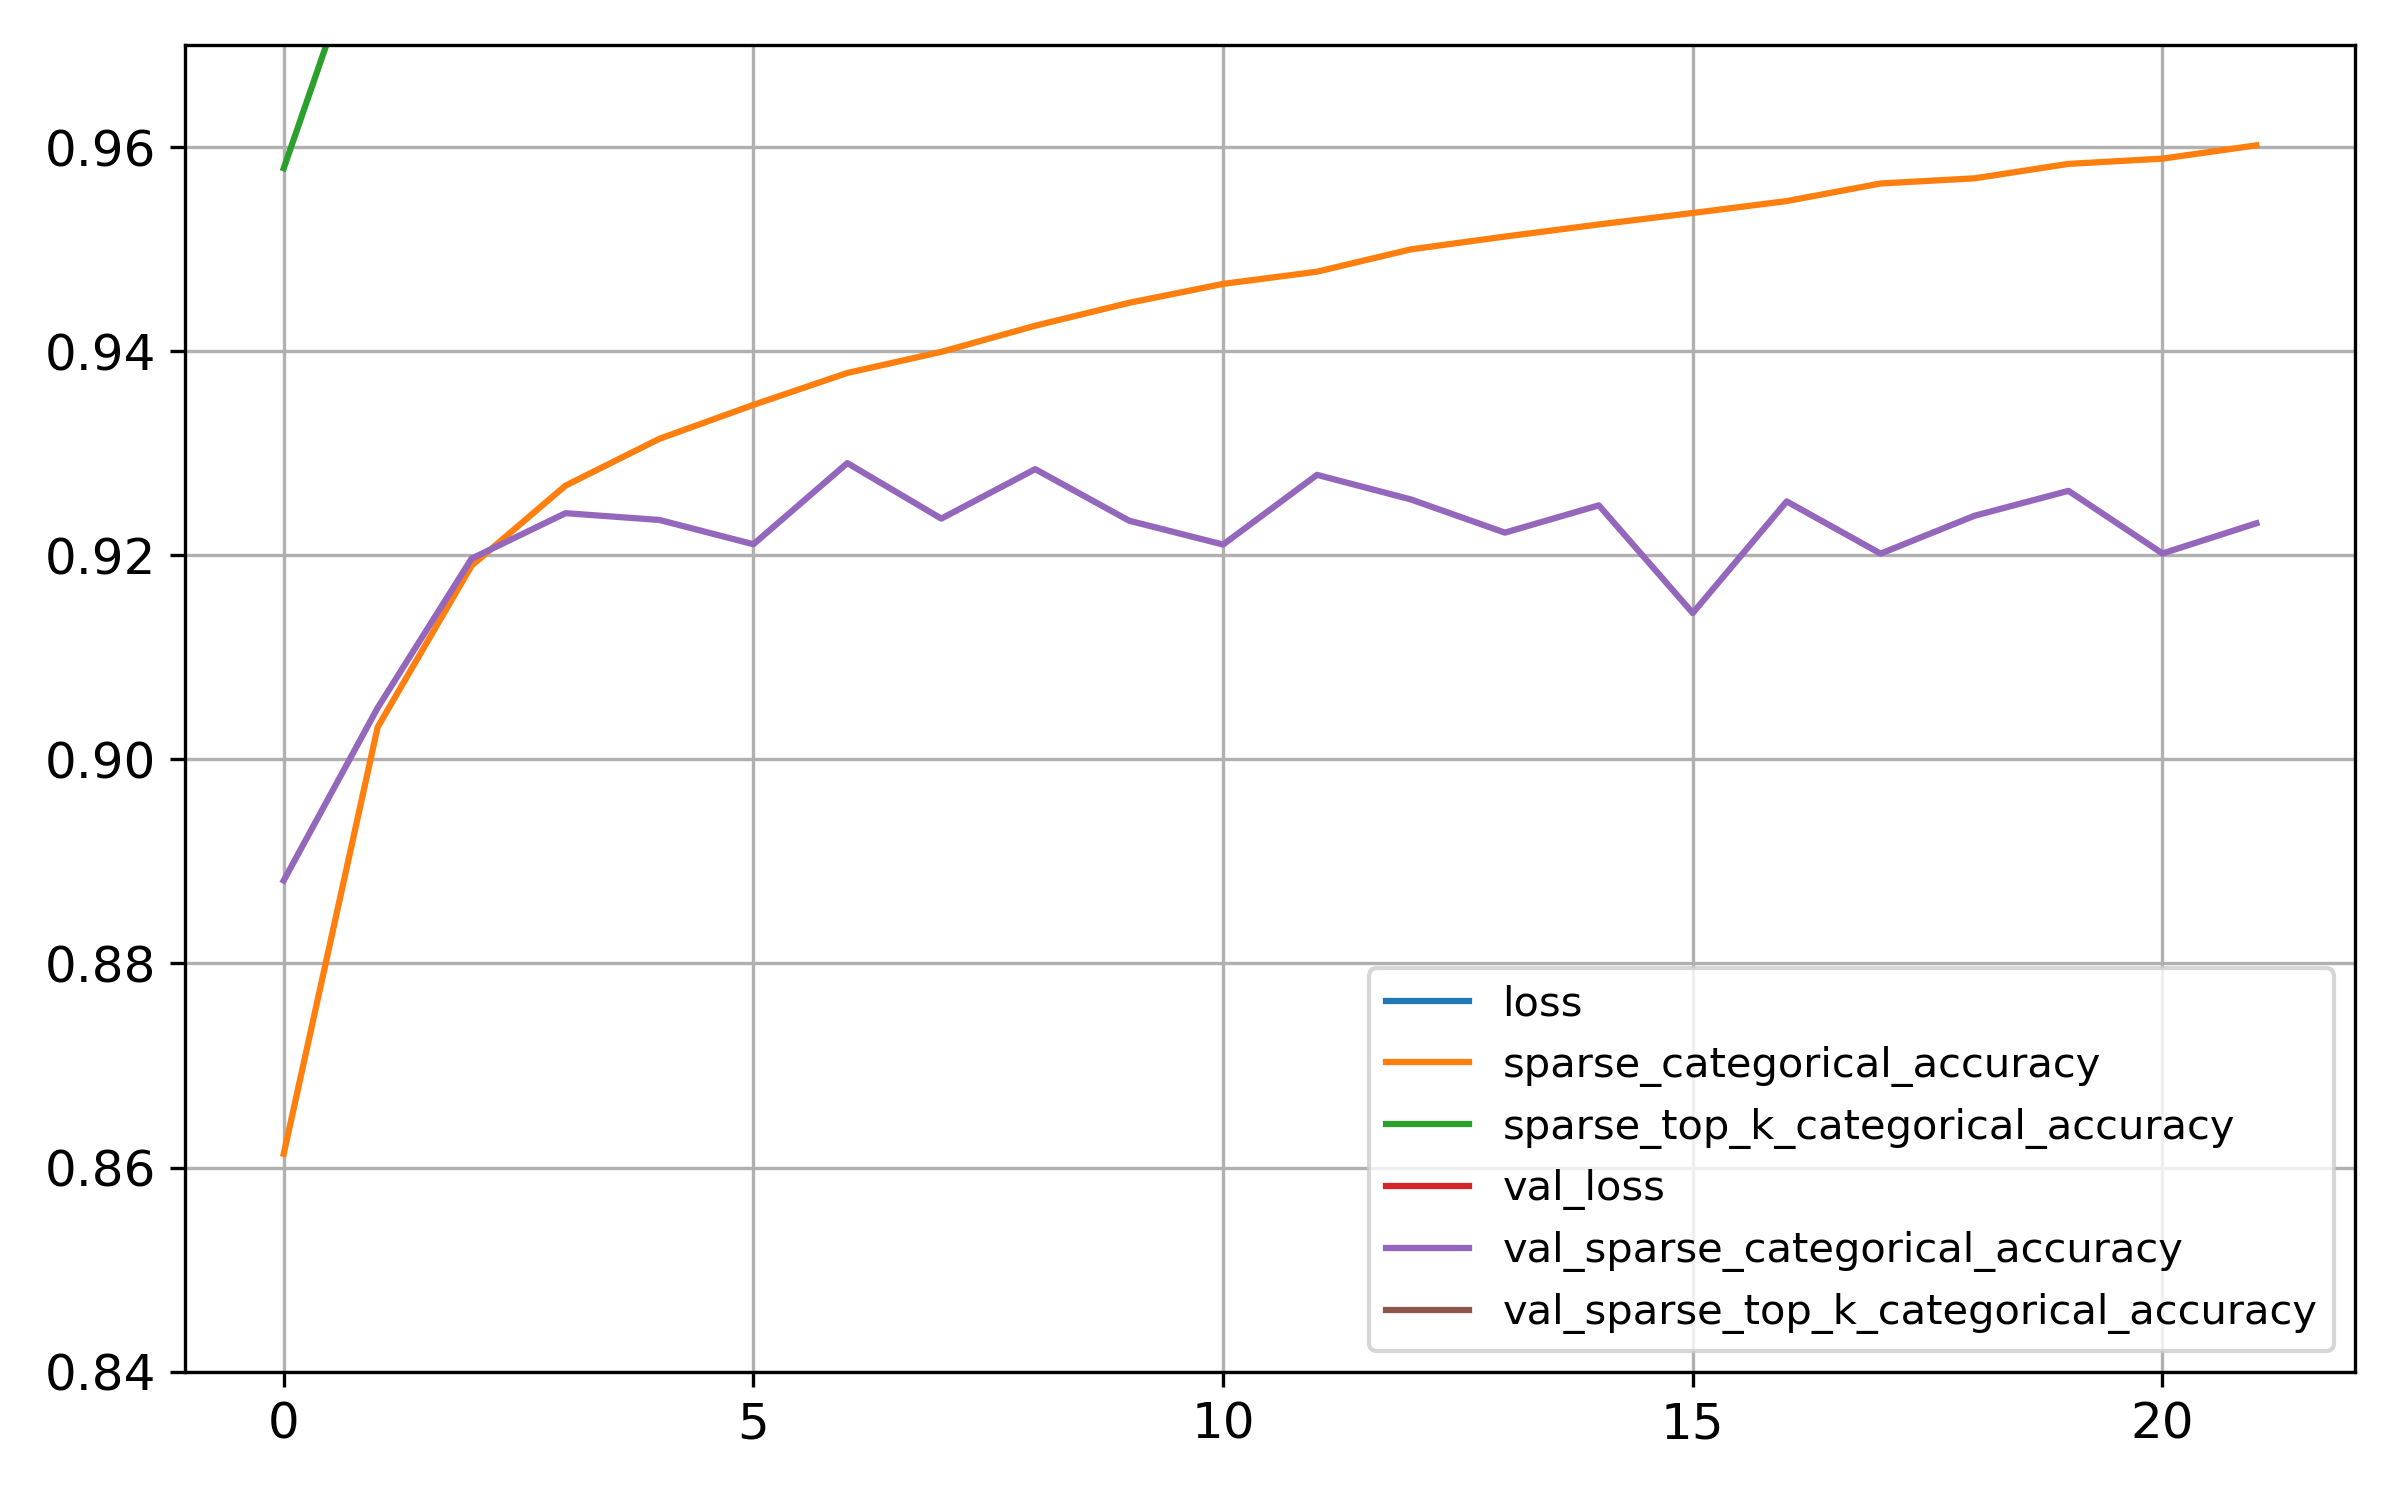 0.96
0.94
0.92
0.90
0.88
0.86
0.84
0 5 10 15 20
loss
sparse_categorical_accuracy
sparse_top_k_categorical_accuracy
val_loss
val_sparse_categorical_accuracy
val_sparse_top_k_categorical_accuracy